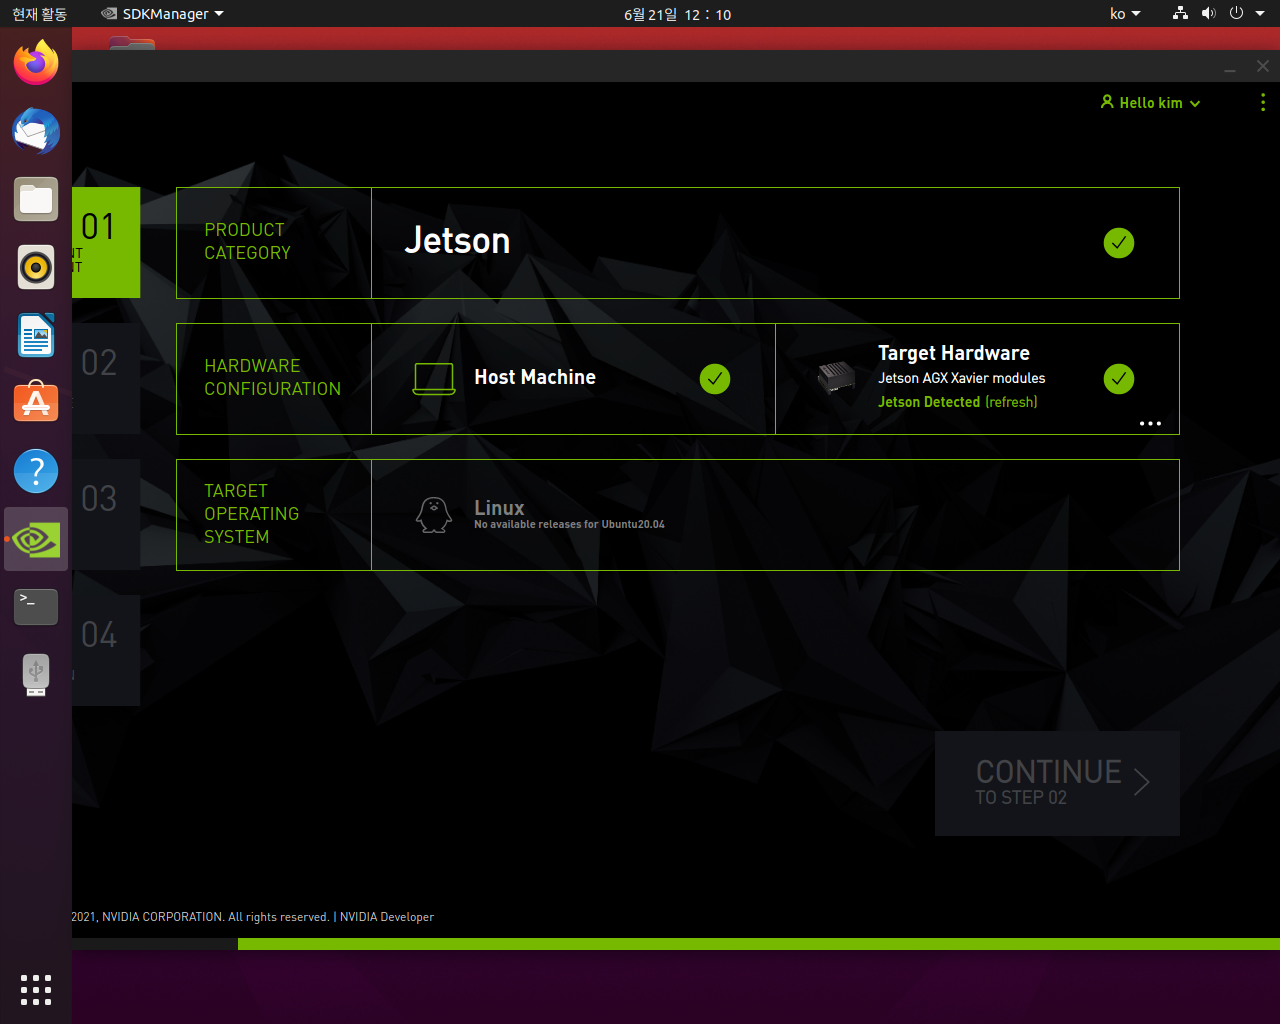 현재 활동
SDKManager
6월 21일 12 : 10
ko
Hello kim
01
NT
NT
PRODUCT
CATEGORY
Jetson
02
HARDWARE
CONFIGURATION
Host Machine
Target Hardware
Jetson AGX Xavier modules
Jetson Detected (refresh)
03
TARGET
OPERATING
SYSTEM
Linux
No available releases for Ubuntu20.04
04
CONTINUE
TO STEP 02
2021, NVIDIA CORPORATION. All rights reserved. | NVIDIA Developer